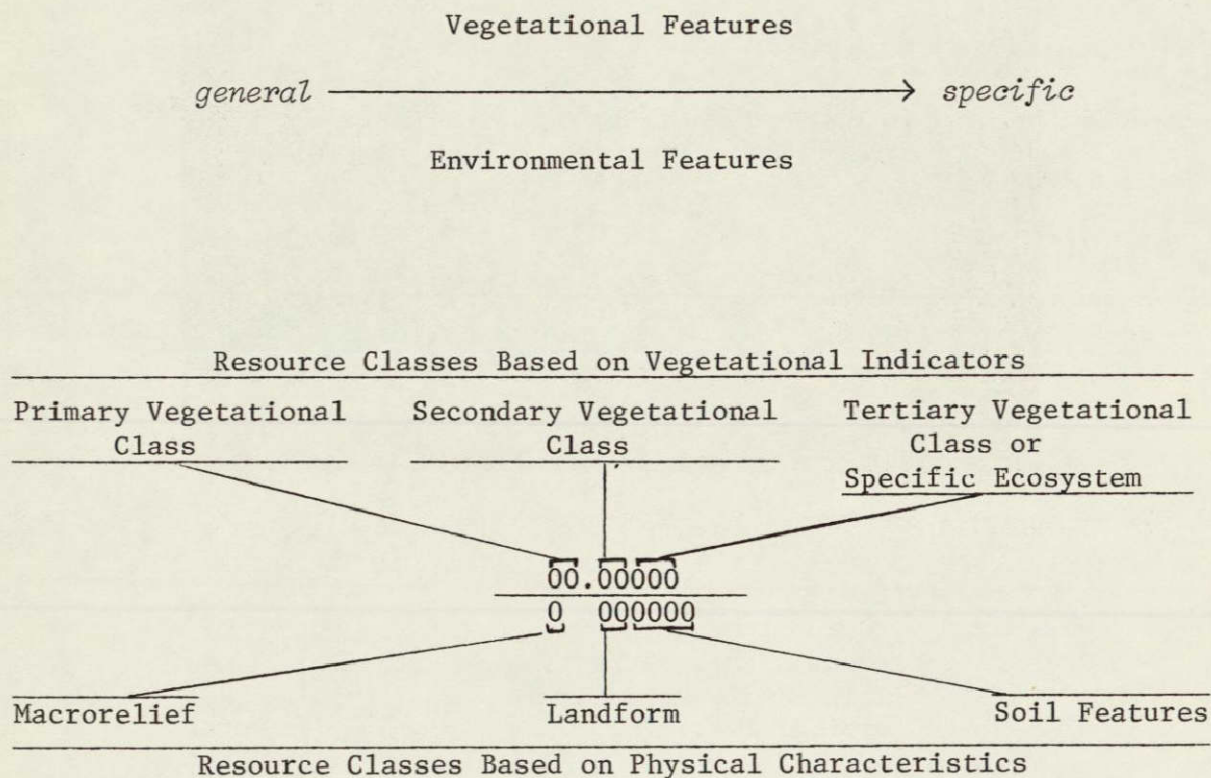 Vegetational Features
general specific
Environmental Features
Resource Classes Based on Vegetational Indicators
Primary Vegetational Class
Secondary Vegetational Class
Tertiary Vegetational Class or Specific Ecosystem
00.00000
0 000000
Macrorelief Landform Soil Features
Resource Classes Based on Physical Characteristics